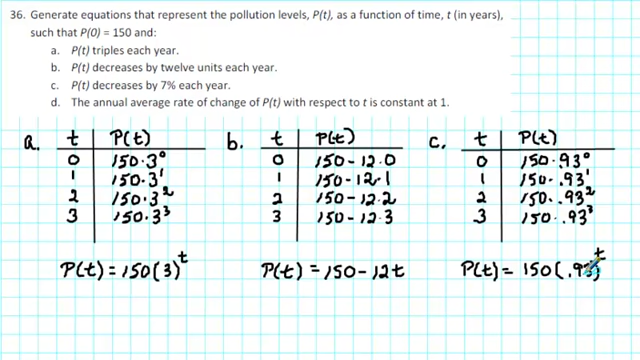 36. Generate equations that represent the pollution levels, P(t), as a function of time, t (in years),
such that P(0) = 150 and:
a. P(t) triples each year.
b. P(t) decreases by twelve units each year.
c. P(t) decreases by 7% each year.
d. The annual average rate of change of P(t) with respect to t is constant at 1.
a. t P(t)
0 150·3⁰
1 150·3¹
2 150·3²
3 150·3³
P(t) = 150(3)ᵗ
b. t P(t)
0 150-12·0
1 150-12·1
2 150-12·2
3 150-12·3
P(t) = 150-12t
c. t P(t)
0 150·.93⁰
1 150·.93¹
2 150·.93²
3 150·.93³
P(t) = 150(.93)ᵗ